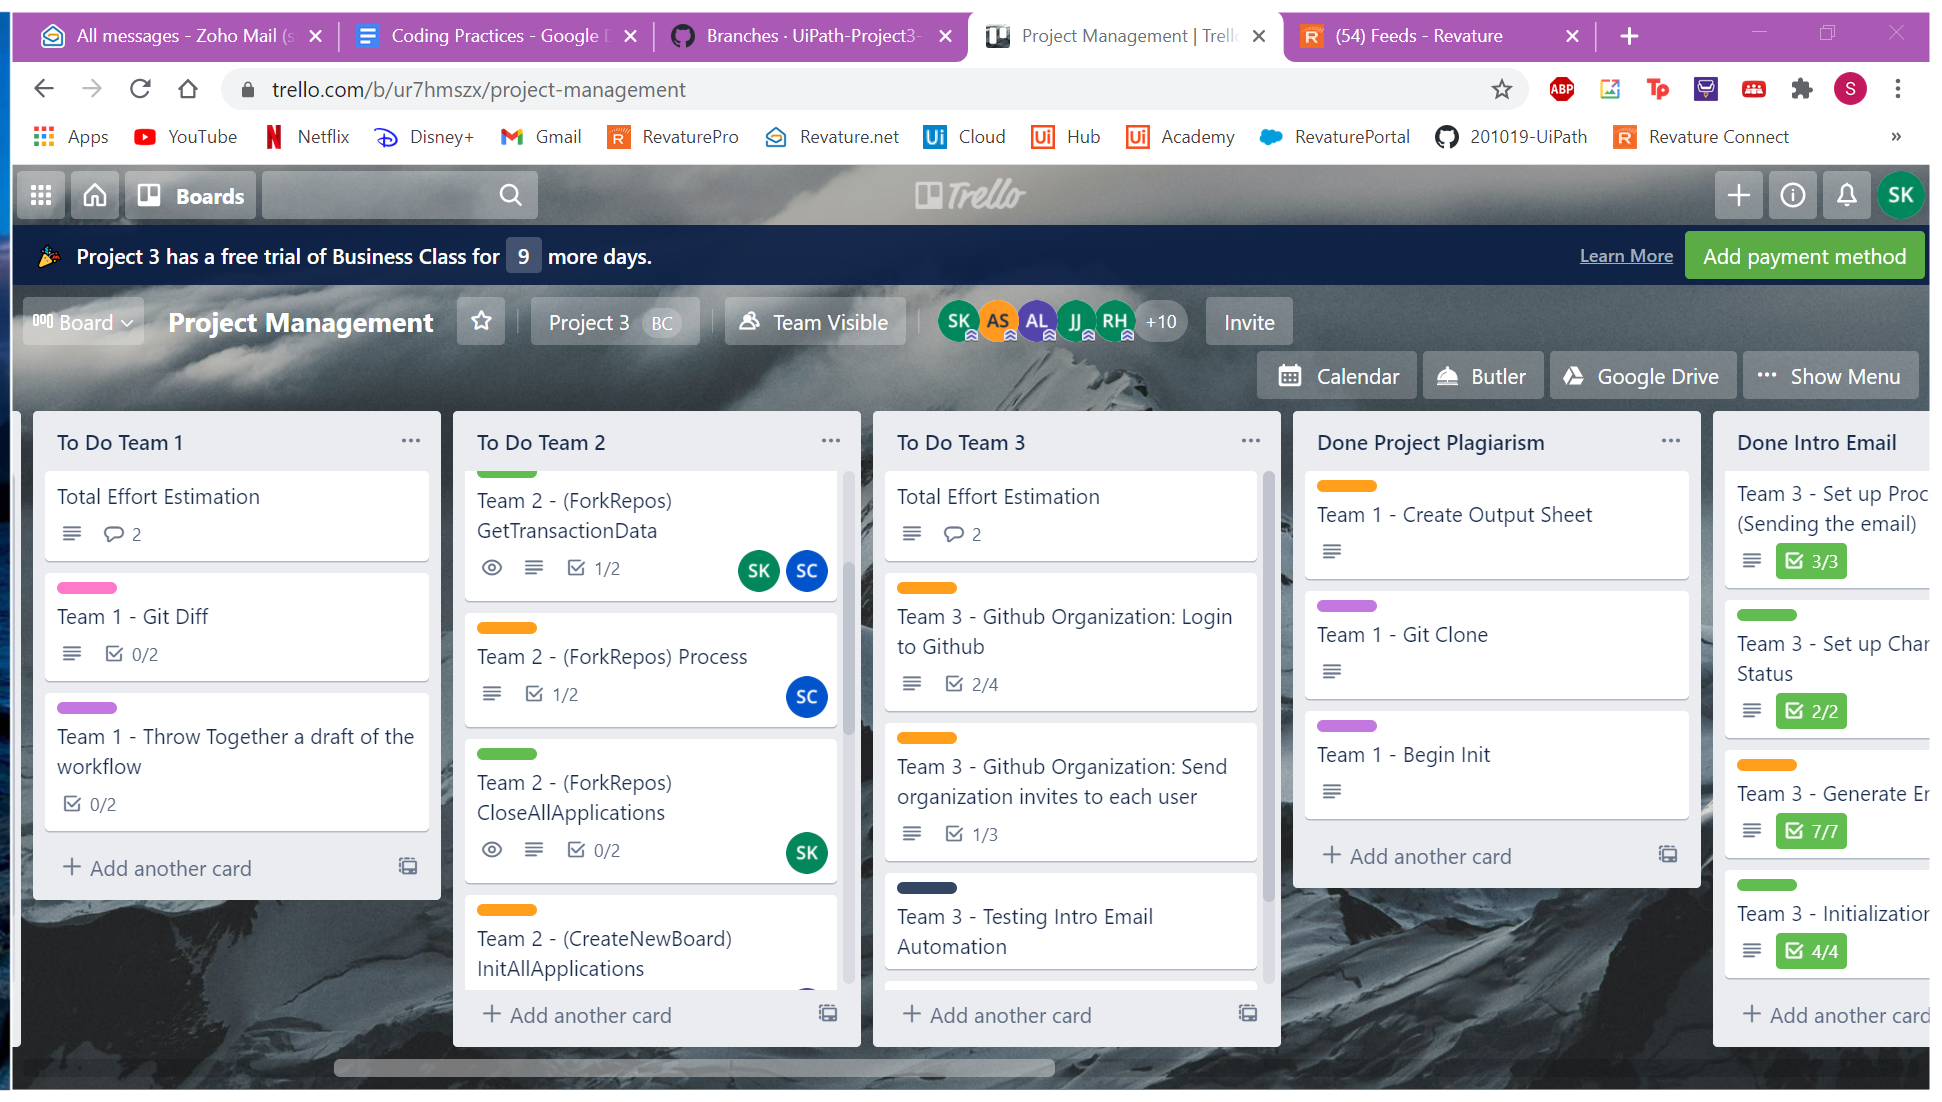 All messages - Zoho Mail (s
Coding Practices - Google D
Branches · UiPath-Project3-
Project Management | Trello
(54) Feeds - Revature
trello.com/b/ur7hmszx/project-management
ABP
Tp
S
Apps
YouTube
Netflix
Disney+
Gmail
RevaturePro
Revature.net
Cloud
Hub
Academy
RevaturePortal
201019-UiPath
Revature Connect
»
Boards
Trello
SK
Project 3 has a free trial of Business Class for 9 more days.
Learn More
Add payment method
Board
Project Management
Project 3 BC
Team Visible
SK AS AL JJ RH +10
Invite
Calendar
Butler
Google Drive
Show Menu
To Do Team 1
Total Effort Estimation
2
Team 1 - Git Diff
0/2
Team 1 - Throw Together a draft of the
workflow
0/2
Add another card
To Do Team 2
Team 2 - (ForkRepos)
GetTransactionData
1/2
SK SC
Team 2 - (ForkRepos) Process
1/2
SC
Team 2 - (ForkRepos)
CloseAllApplications
0/2
SK
Team 2 - (CreateNewBoard)
InitAllApplications
Add another card
To Do Team 3
Total Effort Estimation
2
Team 3 - Github Organization: Login
to Github
2/4
Team 3 - Github Organization: Send
organization invites to each user
1/3
Team 3 - Testing Intro Email
Automation
Add another card
Done Project Plagiarism
Team 1 - Create Output Sheet
Team 1 - Git Clone
Team 1 - Begin Init
Add another card
Done Intro Email
Team 3 - Set up Proc
(Sending the email)
3/3
Team 3 - Set up Char
Status
2/2
Team 3 - Generate Er
7/7
Team 3 - Initialization
4/4
Add another card